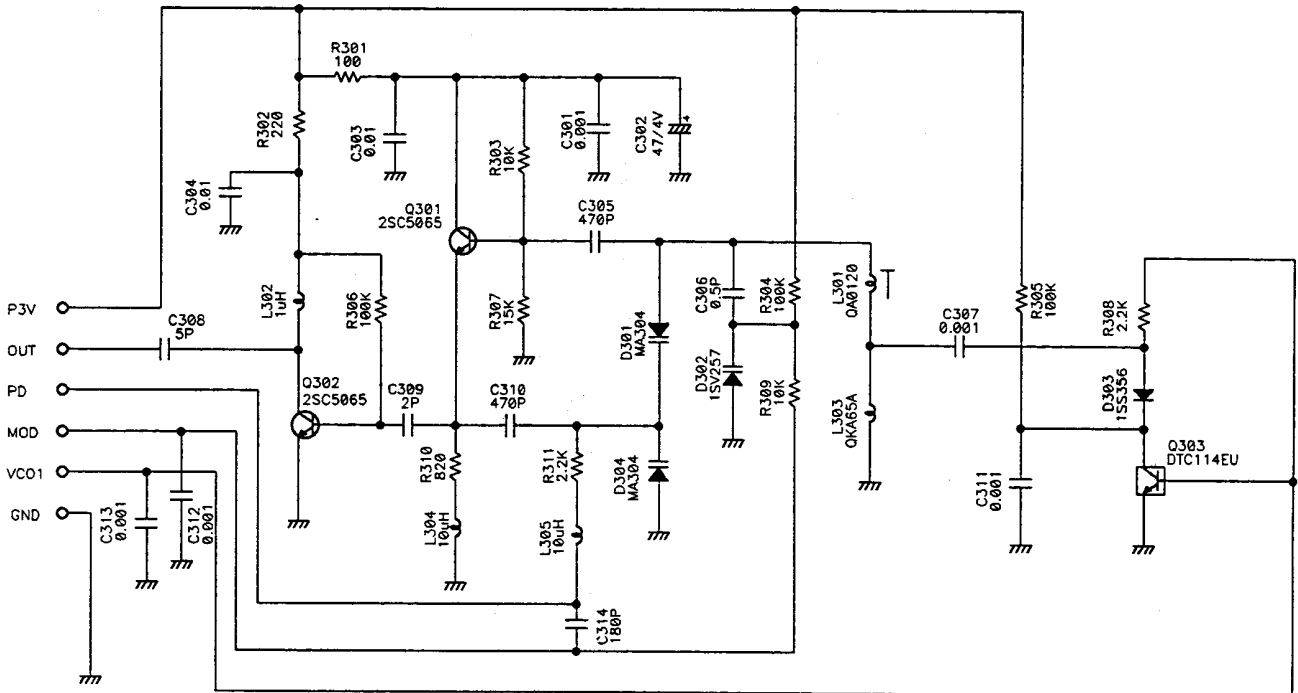 R301
100
R302
220
C303
0.01
R303
10K
C301
0.001
C302
47/4V
+
C304
0.01
Q301
2SC5065
C305
470P
L302
1uH
R306
100K
R307
15K
D301
MA304
C306
0.5P
R304
100K
L301
QA0120
T
C307
0.001
R305
100K
R308
2.2K
P3V
OUT
C308
5P
PD
MOD
VCO1
GND
Q302
2SC5065
C309
2P
C310
470P
D302
1SV257
R309
10K
L303
QKA65A
D303
1SS356
Q303
DTC114EU
R310
820
R311
2.2K
D304
MA304
C311
0.001
C313
0.001
C312
0.001
L304
10uH
L305
10uH
C314
180P